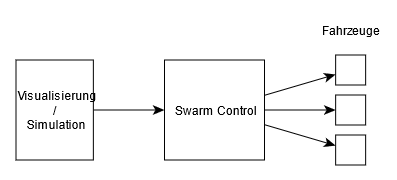 Fahrzeuge
Visualisierung
/
Simulation
Swarm Control